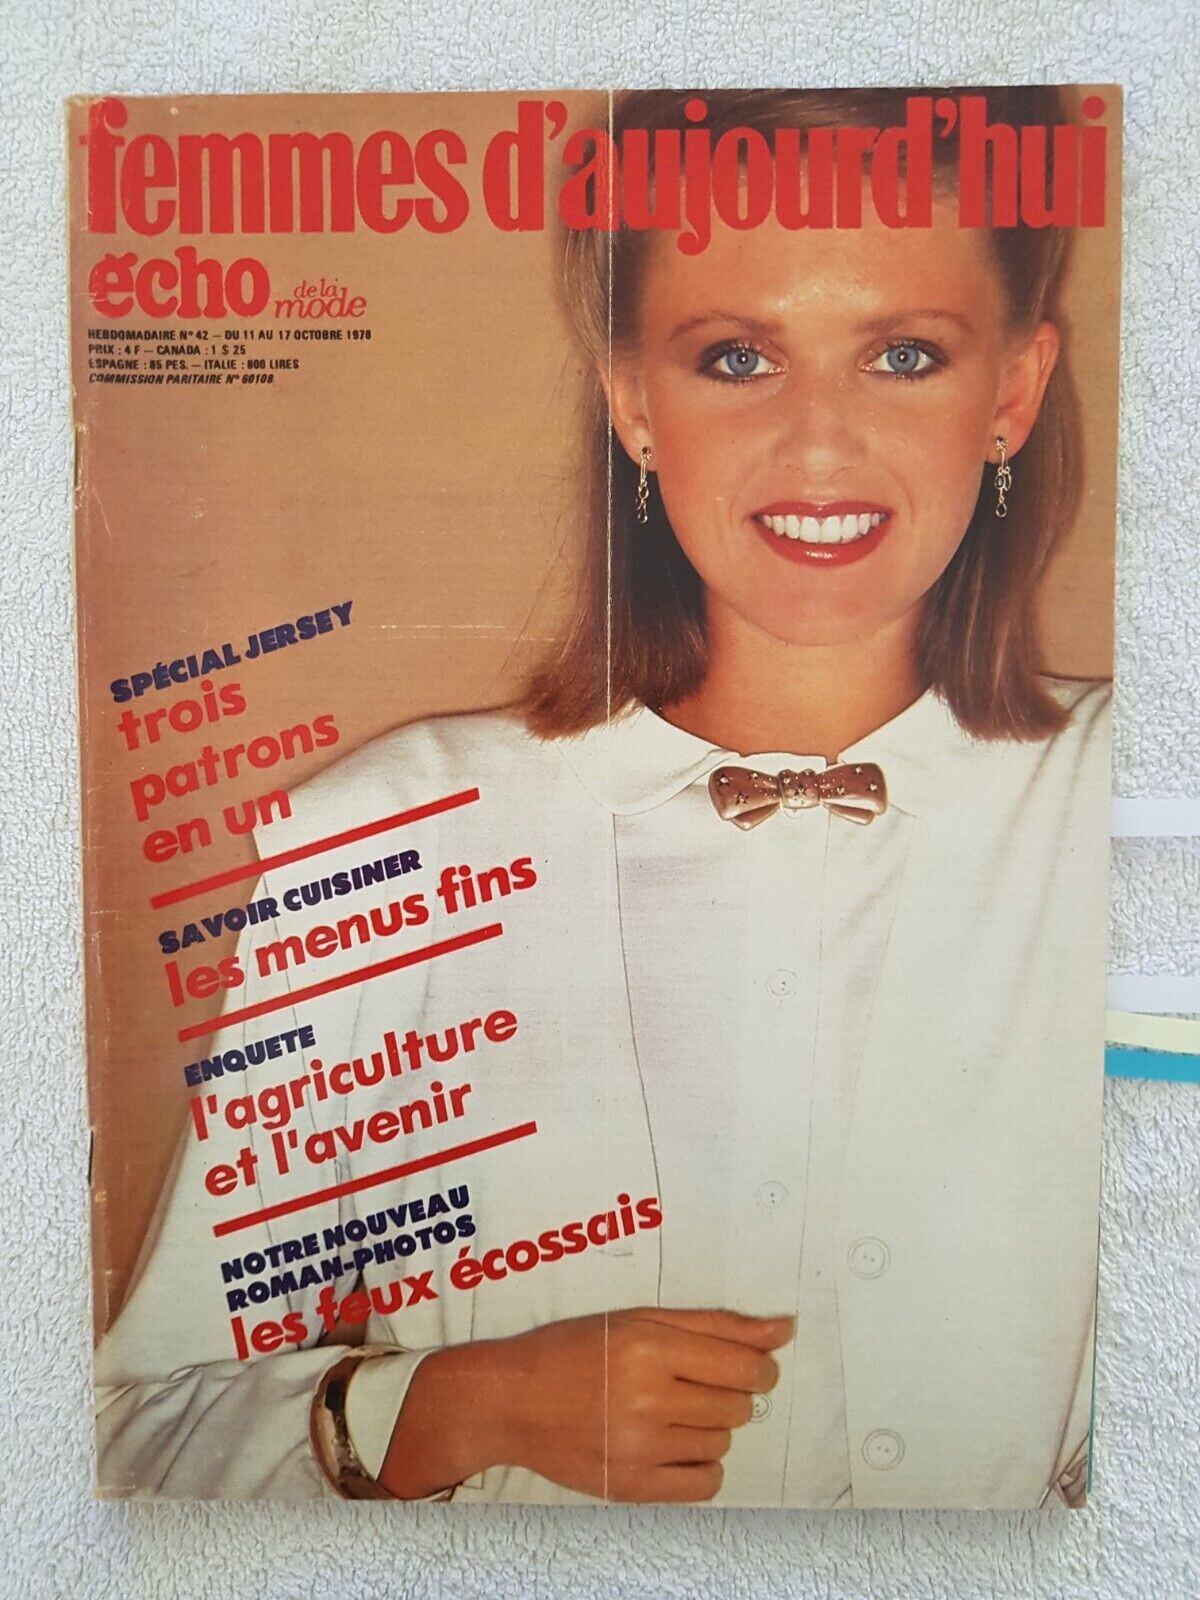 femmes d'aujourd'hui
echo de la mode
HEBDOMADAIRE N° 42 – DU 11 AU 17 OCTOBRE 1978
PRIX : 4 F – CANADA : 1 $ 25
ESPAGNE : 85 PES. – ITALIE : 800 LIRES
COMMISSION PARITAIRE N° 60108
SPÉCIAL JERSEY
trois
patrons
en un
SAVOIR CUISINER
les menus fins
ENQUETE
l'agriculture
et l'avenir
NOTRE NOUVEAU
ROMAN-PHOTOS
les feux écossais